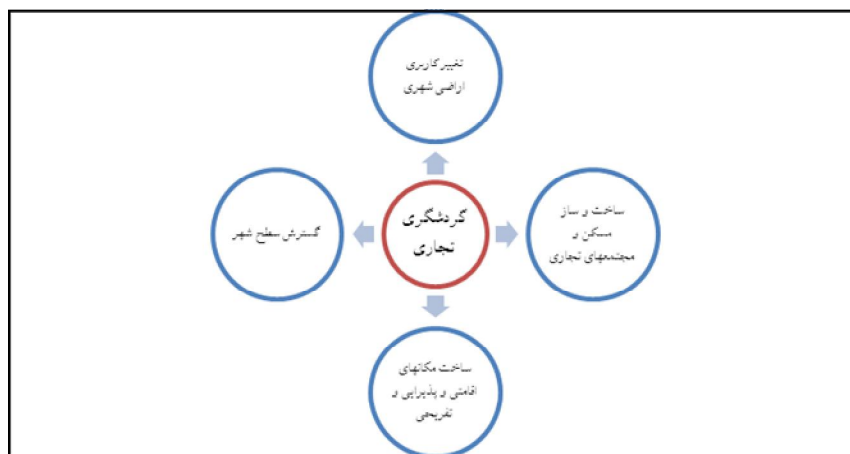 تغییر کاربری
اراضی شهری
ساخت و ساز
مسکن و
مجتمعهای تجاری
گردشگری
تجاری
گسترش سطح شهر
ساخت مکانهای
اقامتی و پذیرایی و
تفریحی